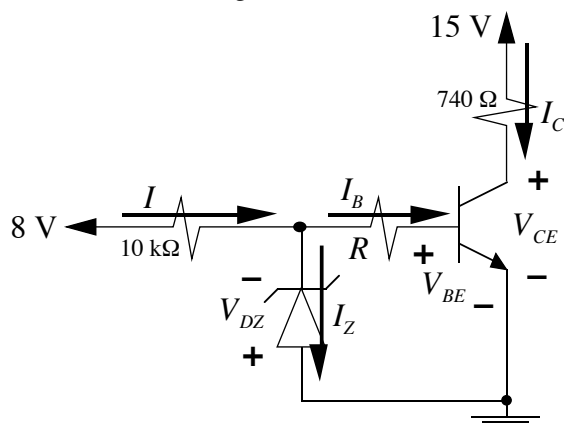 15 V
740 Ω
I_C
I
I_B
+
8 V
10 kΩ
R
+
V_CE
−
V_BE
−
−
V_DZ
I_Z
+